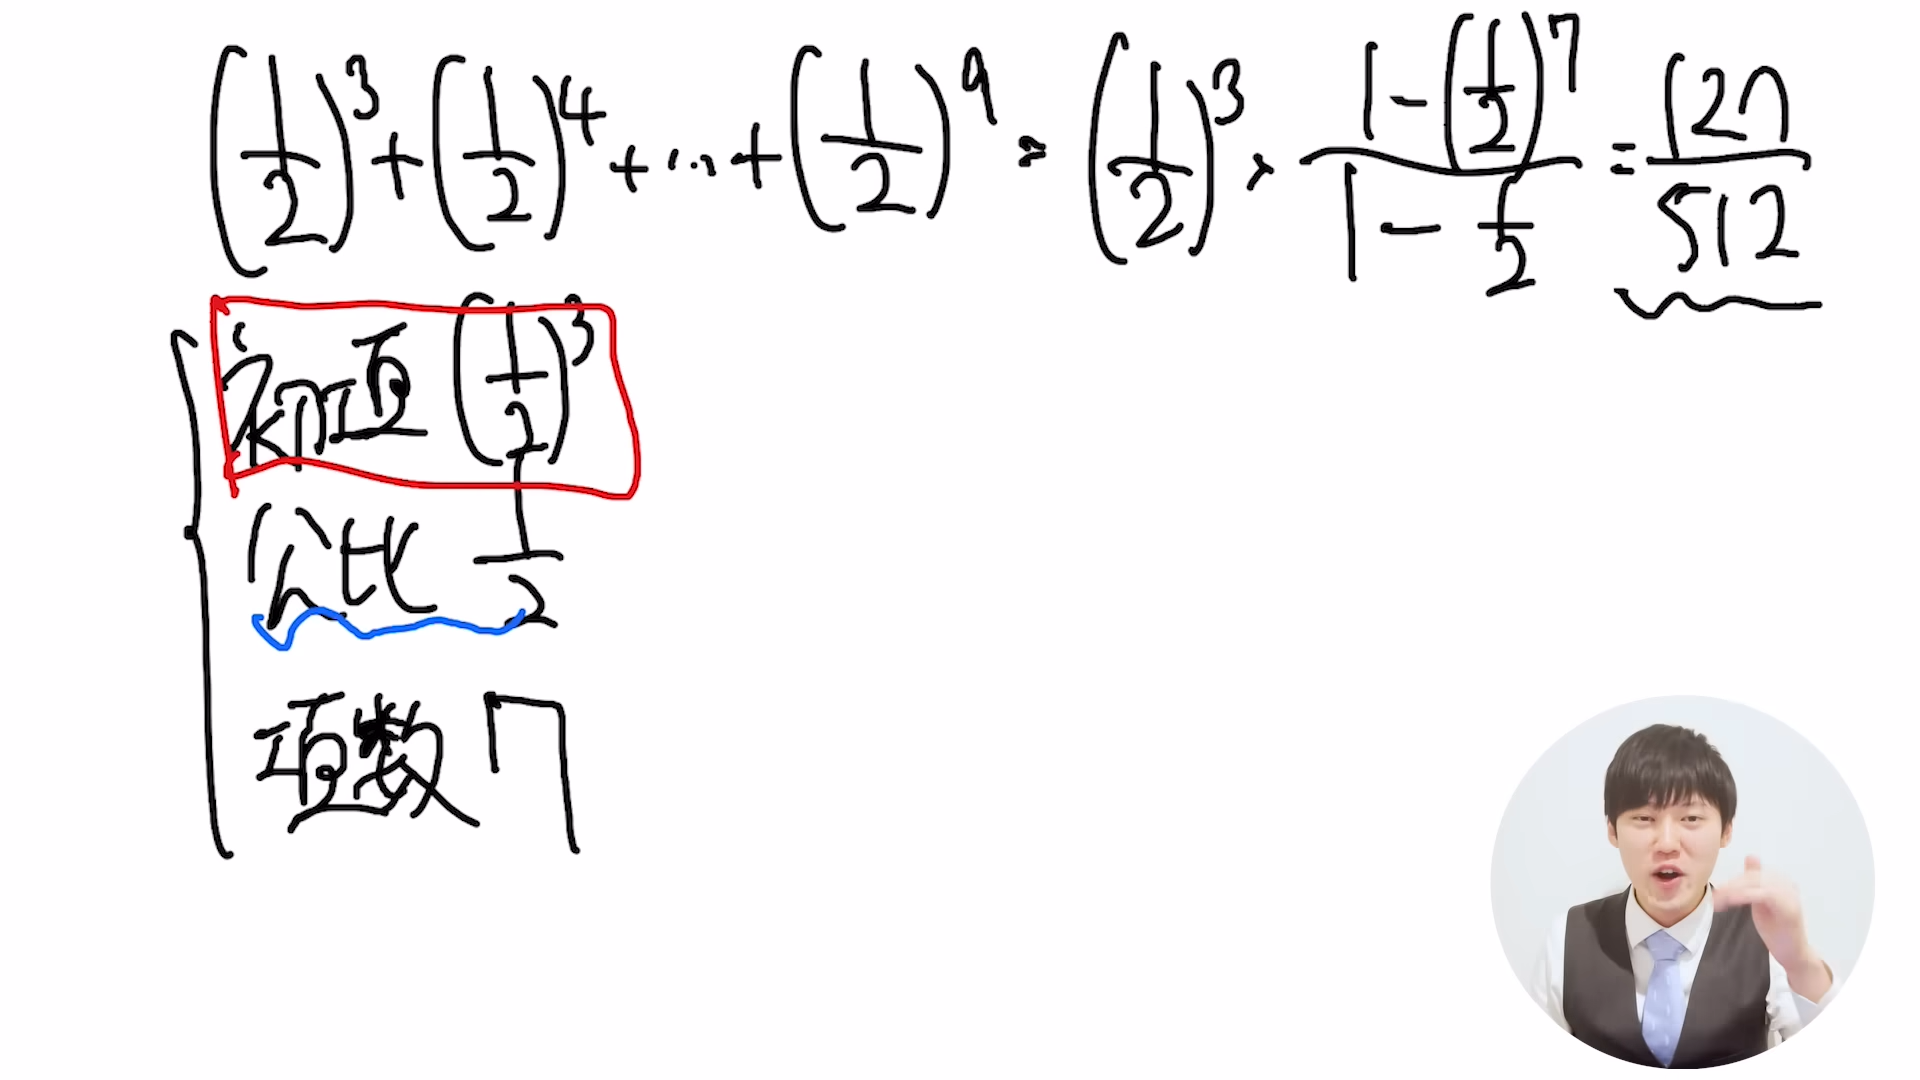 (1/2)^3 + (1/2)^4 + … + (1/2)^9 = (1/2)^3 × (1-(1/2)^7)/(1-1/2) = 127/512
初項 (1/2)^3
公比 1/2
項数 7